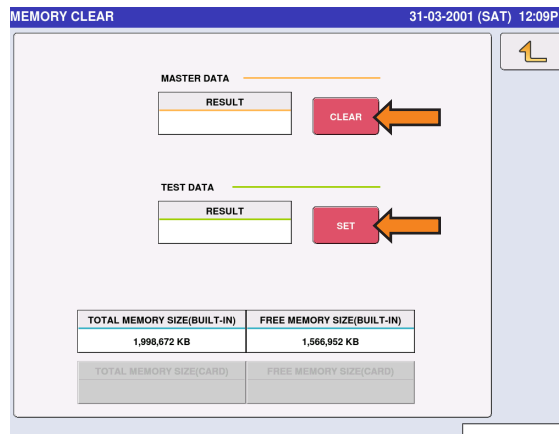 MEMORY CLEAR 31-03-2001 (SAT) 12:09P
MASTER DATA
RESULT
CLEAR
TEST DATA
RESULT
SET
TOTAL MEMORY SIZE(BUILT-IN) FREE MEMORY SIZE(BUILT-IN)
1,998,672 KB 1,566,952 KB
TOTAL MEMORY SIZE(CARD) FREE MEMORY SIZE(CARD)